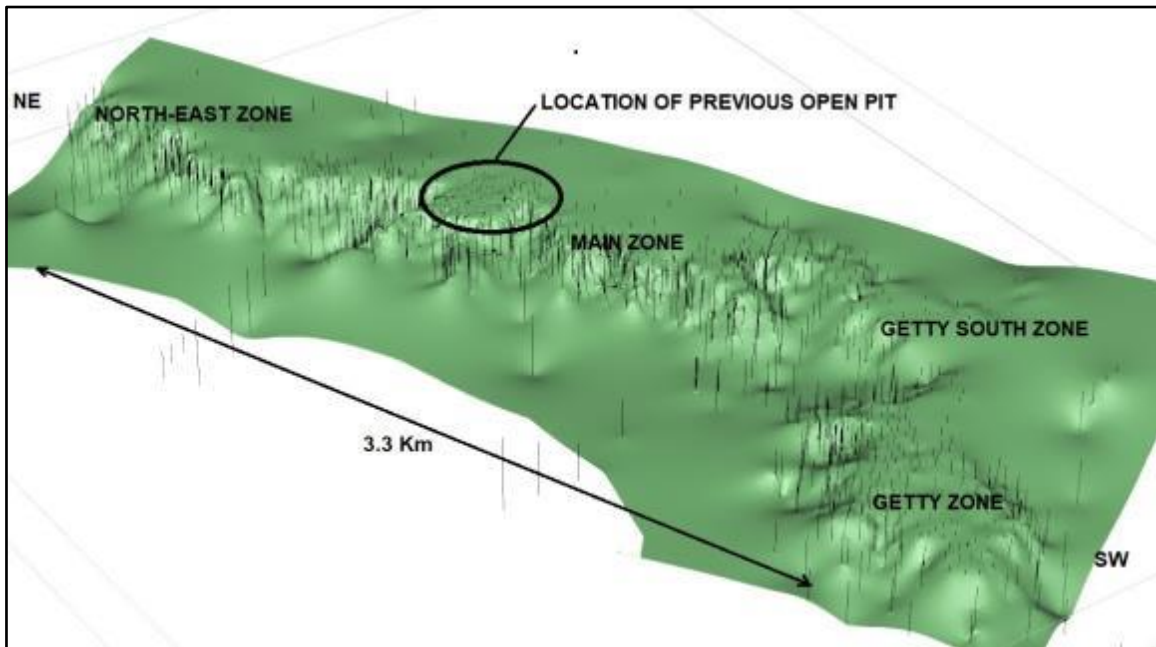 NE
LOCATION OF PREVIOUS OPEN PIT
NORTH-EAST ZONE
MAIN ZONE
GETTY SOUTH ZONE
3.3 Km
GETTY ZONE
SW